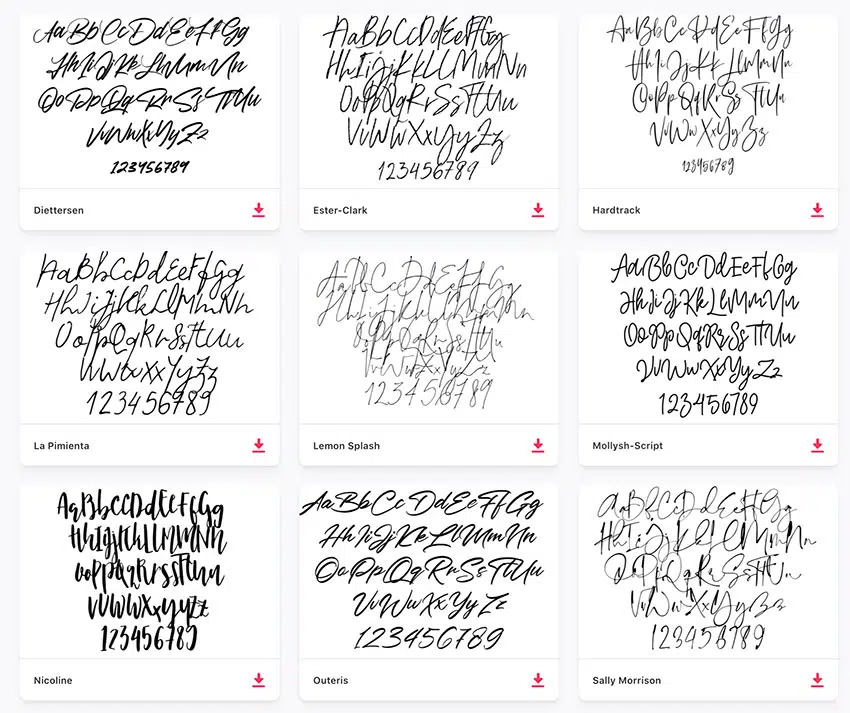 AaBbCcDdEeFfGg
HhIiJjKkLlMmNn
OoPpQqRrSsTtUu
VvWwXxYyZz
123456789
Diettersen
AaBbCcDdEeFfGg
HhIiJjKkLlMmNn
OoPpQqRrSsTtUu
VvWwXxYyZz
123456789
Ester-Clark
AaBbCcDdEeFfGg
HhIiJjKkLlMmNn
OoPpQqRrSsTtUu
VvWwXxYyZz
123456789
Hardtrack
AaBbCcDdEeFfGg
HhIiJjKkLlMmNn
OoPpQqRrSsTtUu
VvWwXxYyZz
123456789
La Pimienta
AaBbCcDdEeFfGg
HhIiJjKkLlMmNn
OoPpQqRrSsTtUu
VvWwXxYyZz
123456789
Lemon Splash
AaBbCcDdEeFfGg
HhIiJjKkLlMmNn
OoPpQqRrSsTtUu
VvWwXxYyZz
123456789
Mollysh-Script
AaBbCcDdEeFfGg
HhIiJjKkLlMmNn
OoPpQqRrSsTtUu
VvWwXxYyZz
123456789
Nicoline
AaBbCcDdEeFfGg
HhIiJjKkLlMmNn
OoPpQqRrSsTtUu
VvWwXxYyZz
123456789
Outeris
AaBbCcDdEeFfGg
HhIiJjKkLlMmNn
OoPpQqRrSsTtUu
VvWwXxYyZz
123456789
Sally Morrison